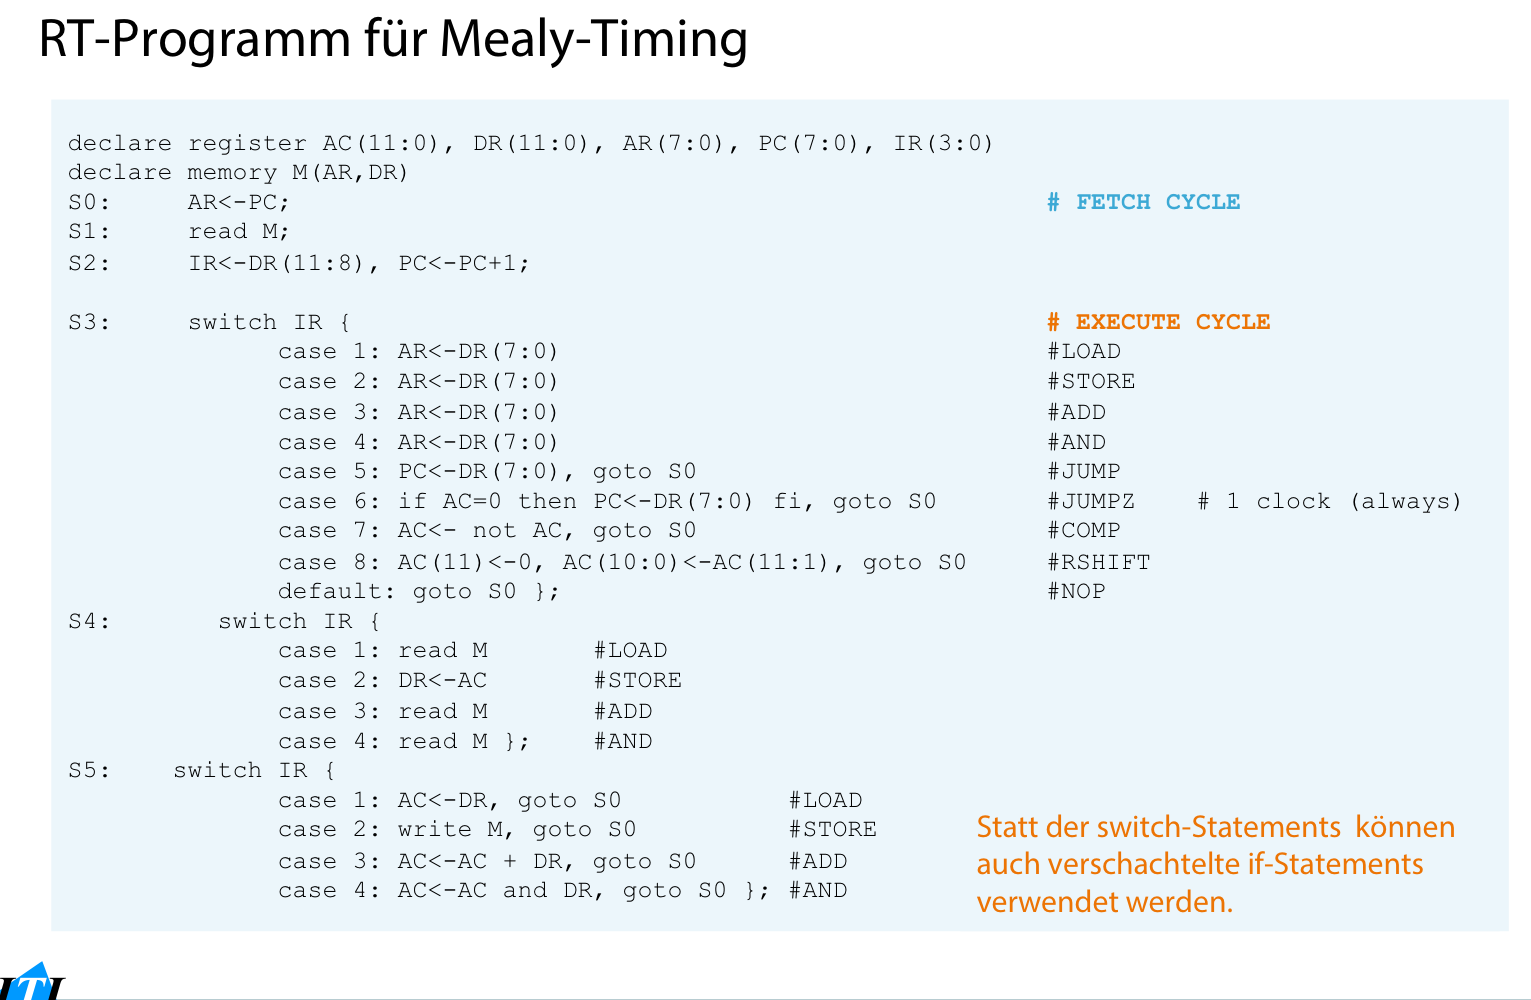 RT-Programm für Mealy-Timing
declare register AC(11:0), DR(11:0), AR(7:0), PC(7:0), IR(3:0)
declare memory M(AR,DR)
S0: AR<-PC; # FETCH CYCLE
S1: read M;
S2: IR<-DR(11:8), PC<-PC+1;
S3: switch IR { # EXECUTE CYCLE
case 1: AR<-DR(7:0) #LOAD
case 2: AR<-DR(7:0) #STORE
case 3: AR<-DR(7:0) #ADD
case 4: AR<-DR(7:0) #AND
case 5: PC<-DR(7:0), goto S0 #JUMP
case 6: if AC=0 then PC<-DR(7:0) fi, goto S0 #JUMPZ # 1 clock (always)
case 7: AC<- not AC, goto S0 #COMP
case 8: AC(11)<-0, AC(10:0)<-AC(11:1), goto S0 #RSHIFT
default: goto S0 }; #NOP
S4: switch IR {
case 1: read M #LOAD
case 2: DR<-AC #STORE
case 3: read M #ADD
case 4: read M }; #AND
S5: switch IR {
case 1: AC<-DR, goto S0 #LOAD
case 2: write M, goto S0 #STORE
case 3: AC<-AC + DR, goto S0 #ADD
case 4: AC<-AC and DR, goto S0 }; #AND
Statt der switch-Statements können
auch verschachtelte if-Statements
verwendet werden.
ITI